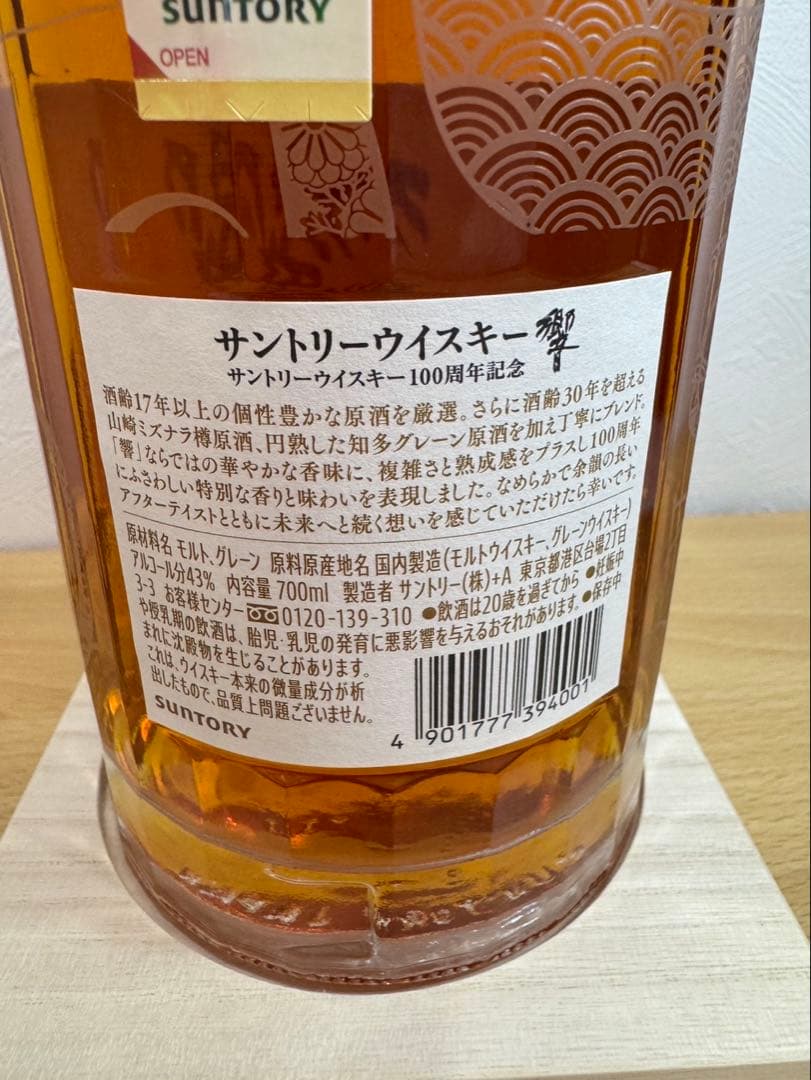 SUNTORY
OPEN
サントリーウイスキー響
サントリーウイスキー100周年記念
酒齢17年以上の個性豊かな原酒を厳選。さらに酒齢30年を超える
山崎ミズナラ樽原酒、円熟した知多グレーン原酒を加え丁寧にブレンド。
「響」ならではの華やかな香味に、複雑さと熟成感をプラスし100周年
にふさわしい特別な香りと味わいを表現しました。なめらかで余韻の長い
アフターテイストとともに未来へと続く想いを感じていただけたら幸いです。
原材料名 モルト、グレーン 原料原産地名 国内製造(モルトウイスキー、グレーンウイスキー)
アルコール分43% 内容量 700ml 製造者 サントリー(株)+A 東京都港区台場2丁目
3-3 お客様センター 0120-139-310 ●飲酒は20歳を過ぎてから ●妊娠中
や授乳期の飲酒は、胎児・乳児の発育に悪影響を与えるおそれがあります。 ●保存中
まれに沈殿物を生じることがあります。
これは、ウイスキー本来の微量成分が析
出したもので、品質上問題ございません。
SUNTORY
4 901777 394001